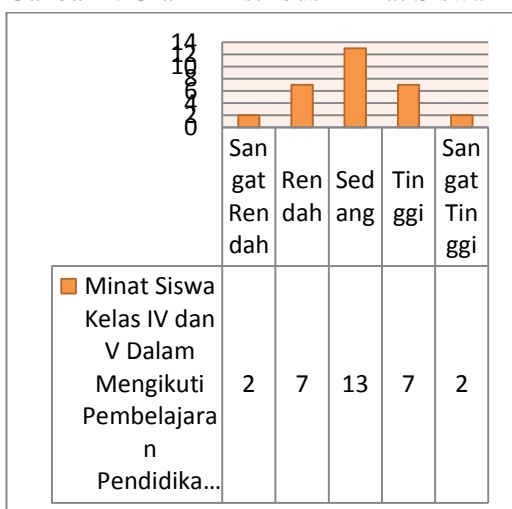 14
12
10
8
6
4
2
0
San
gat
Ren
dah
Ren
dah
Sed
ang
Tin
ggi
San
gat
Tin
ggi
Minat Siswa
Kelas IV dan
V Dalam
Mengikuti
Pembelajara
n
Pendidika...
2 7 13 7 2